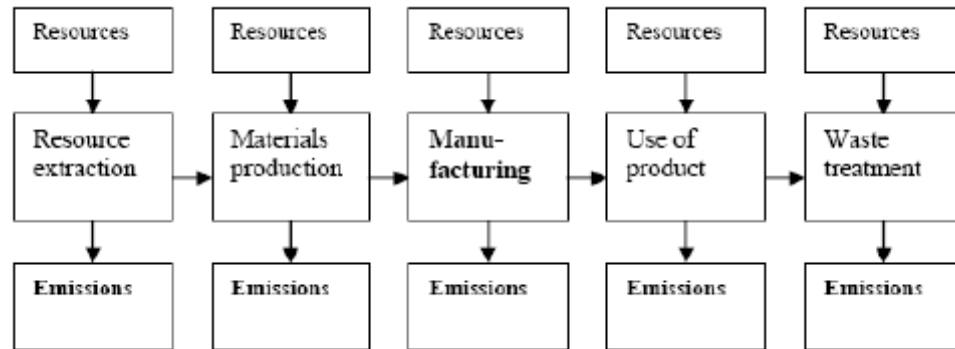 Resources
Resources
Resources
Resources
Resources
Resource
extraction
Materials
production
Manu-
facturing
Use of
product
Waste
treatment
Emissions
Emissions
Emissions
Emissions
Emissions